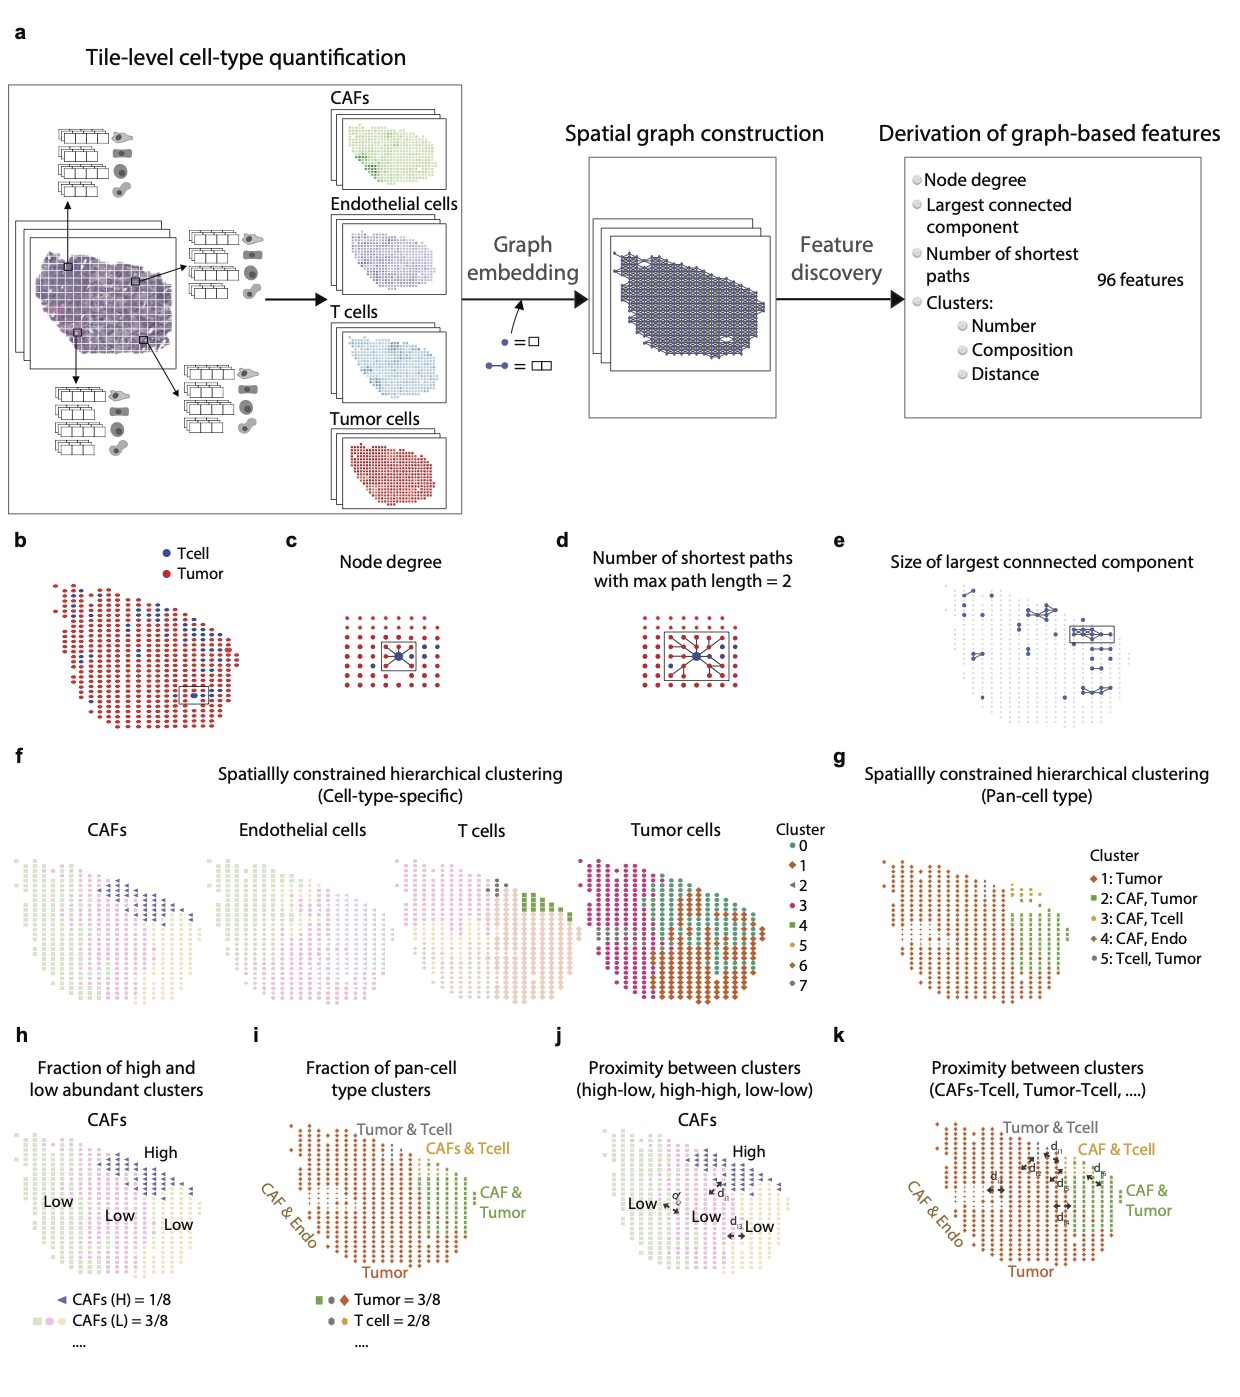 a
Tile-level cell-type quantification
CAFs
Endothelial cells
T cells
Tumor cells
Graph
embedding
=
=
Spatial graph construction
Feature
discovery
Derivation of graph-based features
Node degree
Largest connected
component
Number of shortest
paths
Clusters:
Number
Composition
Distance
96 features
b
Tcell
Tumor
c
Node degree
d
Number of shortest paths
with max path length = 2
e
Size of largest connnected component
f
Spatiallly constrained hierarchical clustering
(Cell-type-specific)
CAFs
Endothelial cells
T cells
Tumor cells
Cluster
0
1
2
3
4
5
6
7
g
Spatiallly constrained hierarchical clustering
(Pan-cell type)
Cluster
1: Tumor
2: CAF, Tumor
3: CAF, Tcell
4: CAF, Endo
5: Tcell, Tumor
h
Fraction of high and
low abundant clusters
CAFs
High
Low
Low
Low
CAFs (H) = 1/8
CAFs (L) = 3/8
....
i
Fraction of pan-cell
type clusters
Tumor & Tcell
CAFs & Tcell
CAF &
Tumor
CAF & Endo
Tumor
Tumor = 3/8
T cell = 2/8
....
j
Proximity between clusters
(high-low, high-high, low-low)
CAFs
High
Low
Low
Low
k
Proximity between clusters
(CAFs-Tcell, Tumor-Tcell, ....)
Tumor & Tcell
CAF & Tcell
CAF &
Tumor
CAF & Endo
Tumor